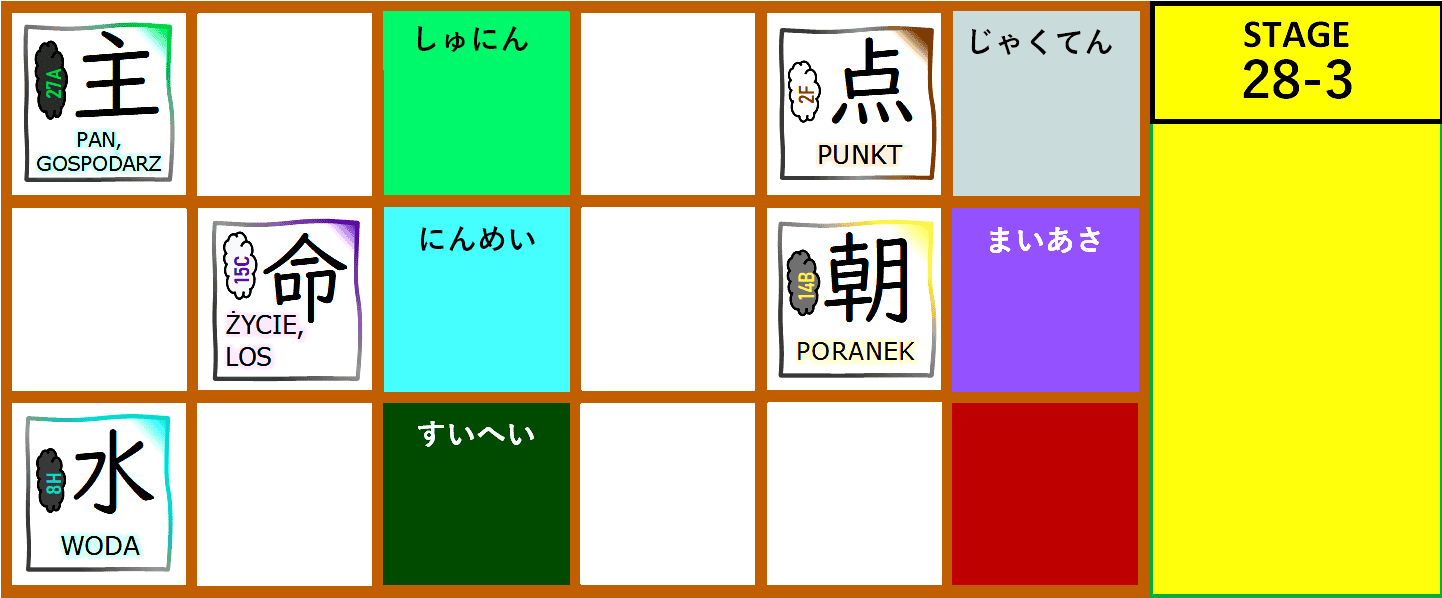 27A
主
PAN,
GOSPODARZ
しゅにん
2F
点
PUNKT
じゃくてん
STAGE
28-3
15C
命
ŻYCIE,
LOS
にんめい
14B
朝
PORANEK
まいあさ
8H
水
WODA
すいへい